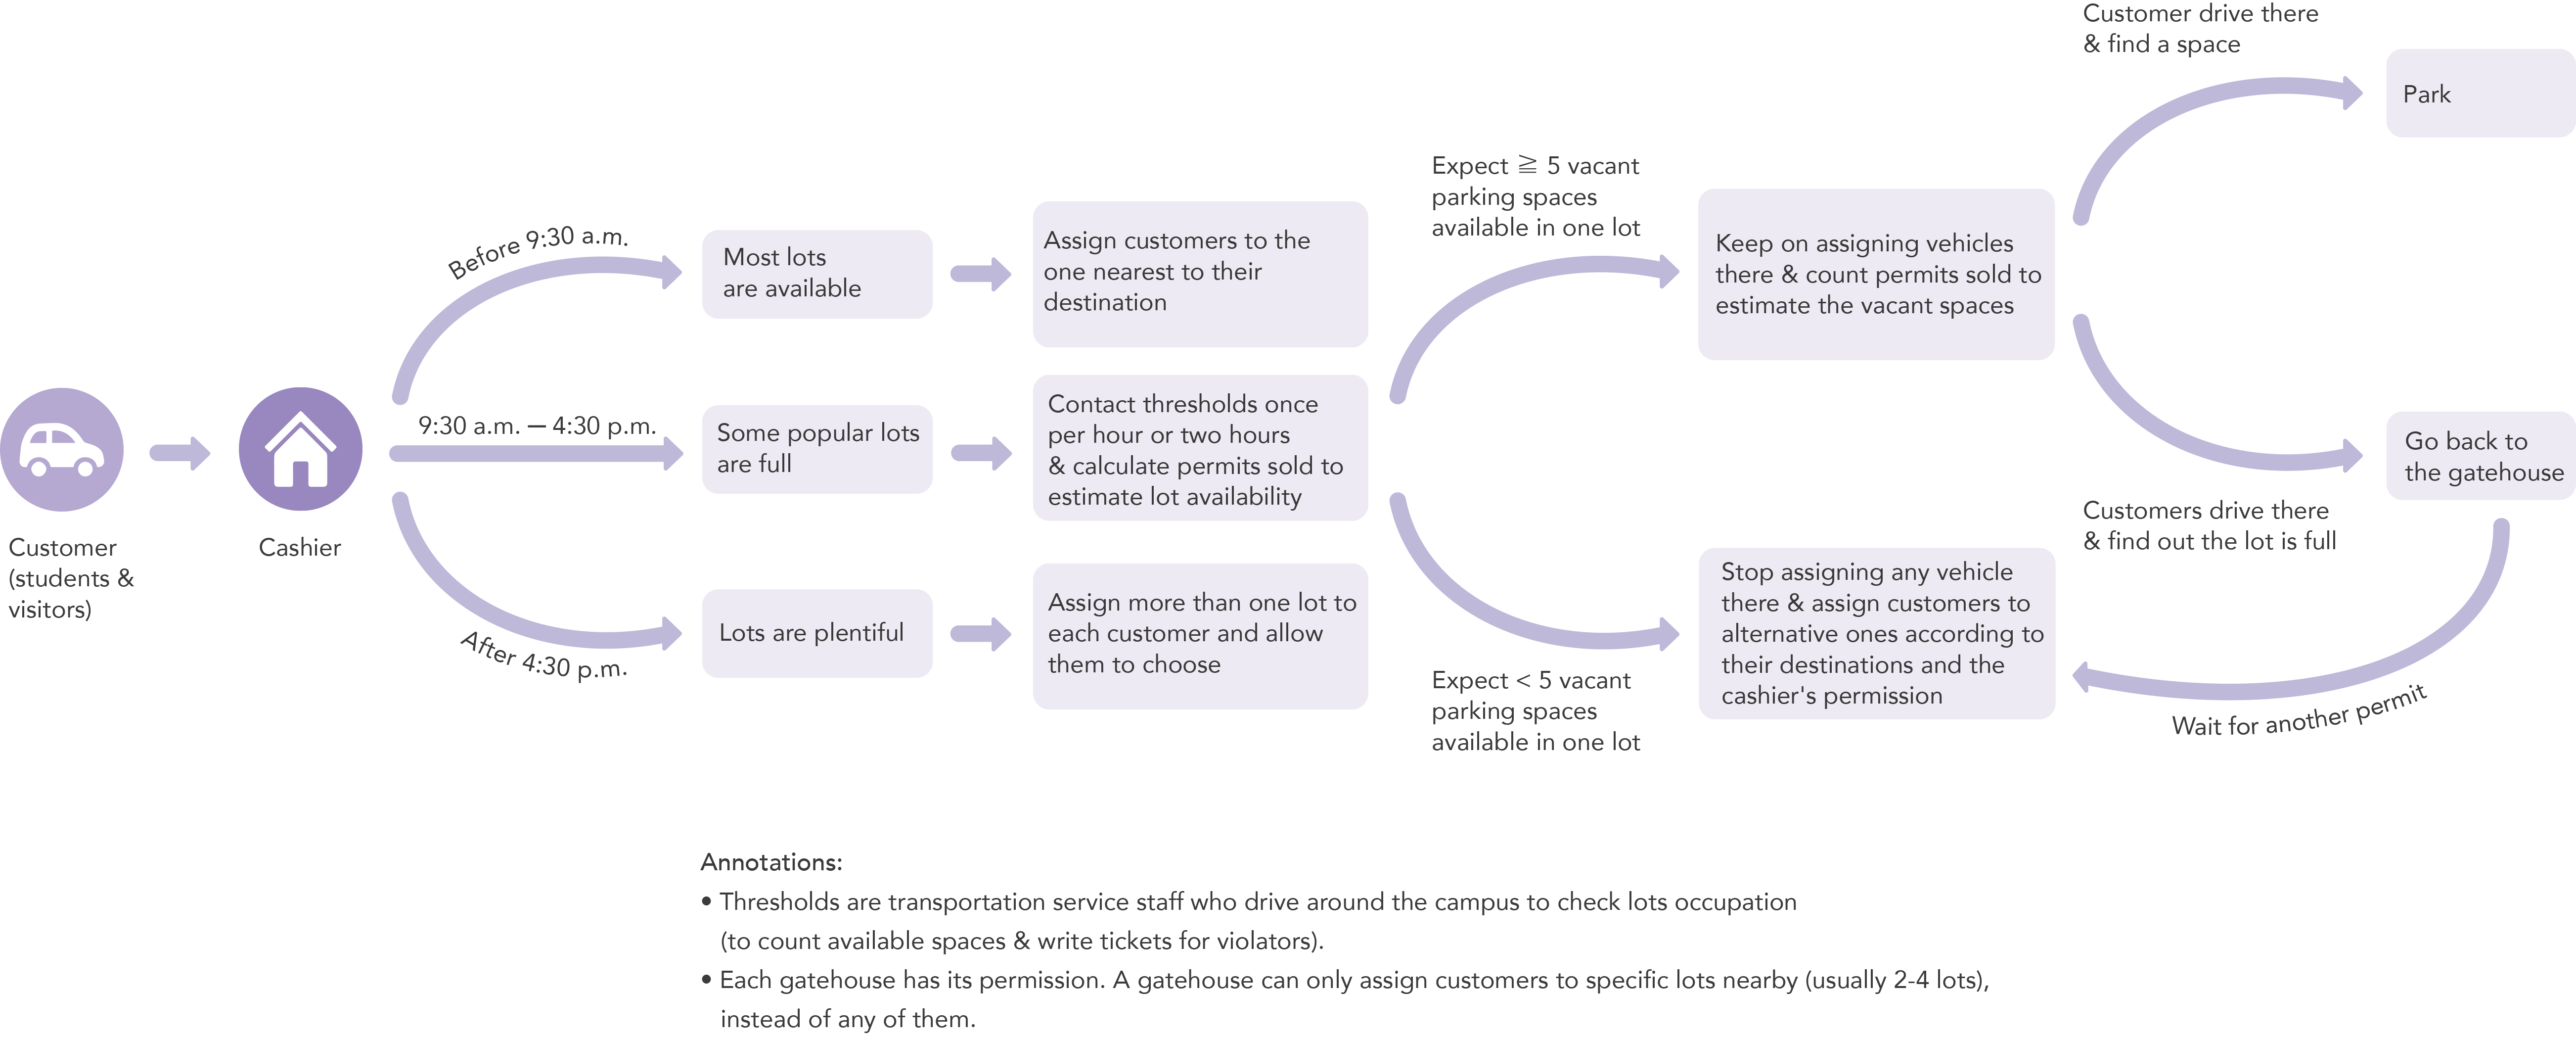 Customer
(students &
visitors)
Cashier
Before 9:30 a.m.
9:30 a.m. — 4:30 p.m.
After 4:30 p.m.
Most lots
are available
Some popular lots
are full
Lots are plentiful
Assign customers to the
one nearest to their
destination
Contact thresholds once
per hour or two hours
& calculate permits sold to
estimate lot availability
Assign more than one lot to
each customer and allow
them to choose
Expect ≧ 5 vacant
parking spaces
available in one lot
Expect < 5 vacant
parking spaces
available in one lot
Keep on assigning vehicles
there & count permits sold to
estimate the vacant spaces
Stop assigning any vehicle
there & assign customers to
alternative ones according to
their destinations and the
cashier's permission
Customer drive there
& find a space
Park
Go back to
the gatehouse
Customers drive there
& find out the lot is full
Wait for another permit
Annotations:
• Thresholds are transportation service staff who drive around the campus to check lots occupation
(to count available spaces & write tickets for violators).
• Each gatehouse has its permission. A gatehouse can only assign customers to specific lots nearby (usually 2-4 lots),
instead of any of them.